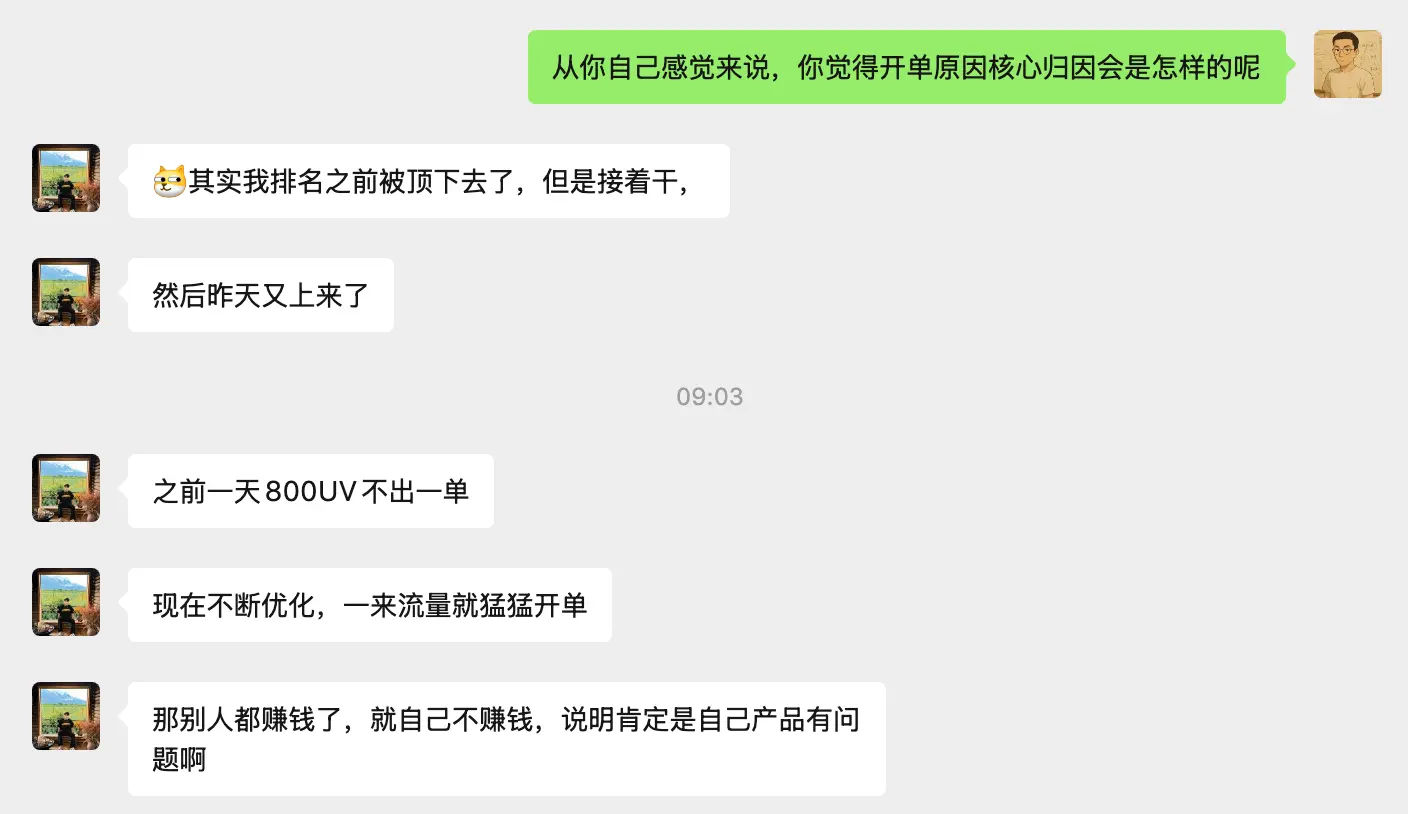 从你自己感觉来说，你觉得开单原因核心归因会是怎样的呢
其实我排名之前被顶下去了，但是接着干，
然后昨天又上来了
09:03
之前一天800UV不出一单
现在不断优化，一来流量就猛猛开单
那别人都赚钱了，就自己不赚钱，说明肯定是自己产品有问
题啊